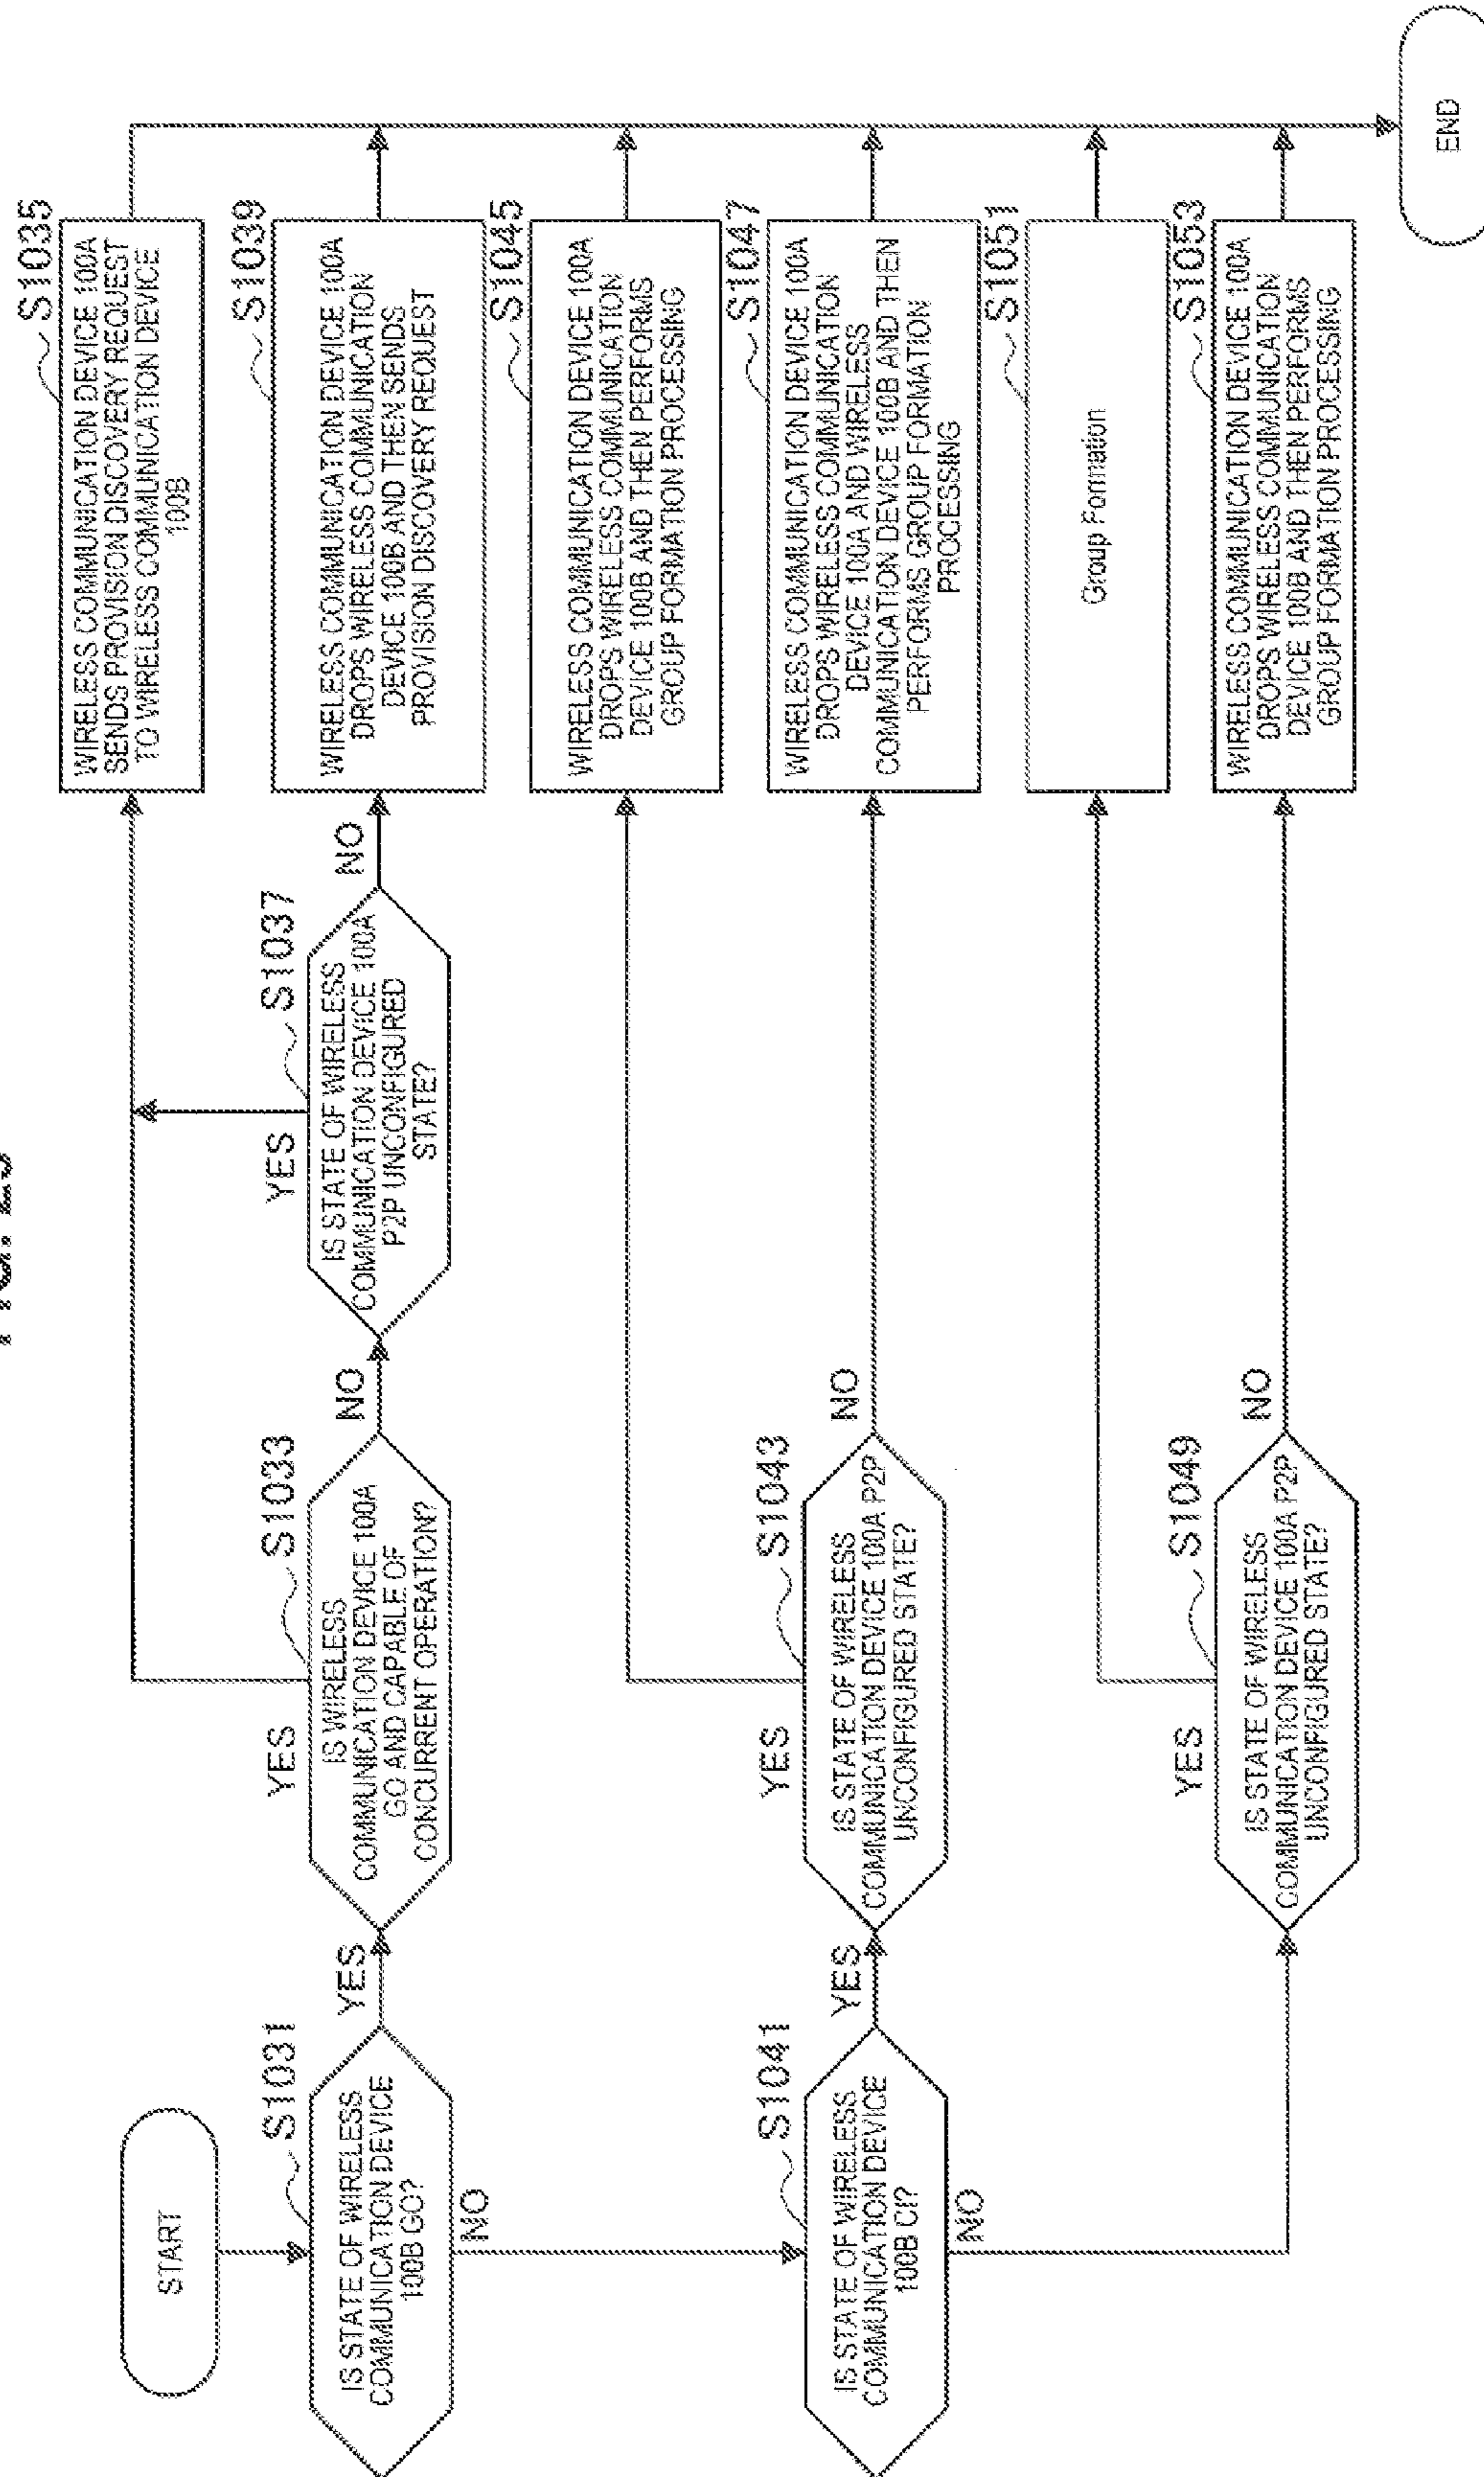 START
S1031
IS STATE OF WIRELESS
COMMUNICATION DEVICE
100B GO?
YES
NO
S1033
IS WIRELESS
COMMUNICATION DEVICE 100A
GO AND CAPABLE OF
CONCURRENT OPERATION?
YES
NO
S1037
IS STATE OF WIRELESS
COMMUNICATION DEVICE 100A
P2P UNCONFIGURED
STATE?
YES
NO
S1035
WIRELESS COMMUNICATION DEVICE 100A
SENDS PROVISION DISCOVERY REQUEST
TO WIRELESS COMMUNICATION DEVICE
100B
S1039
WIRELESS COMMUNICATION DEVICE 100A
DROPS WIRELESS COMMUNICATION
DEVICE 100B AND THEN SENDS
PROVISION DISCOVERY REQUEST
S1041
IS STATE OF WIRELESS
COMMUNICATION DEVICE
100B Cl?
YES
NO
S1043
IS STATE OF WIRELESS
COMMUNICATION DEVICE 100A P2P
UNCONFIGURED STATE?
YES
NO
S1045
WIRELESS COMMUNICATION DEVICE 100A
DROPS WIRELESS COMMUNICATION
DEVICE 100B AND THEN PERFORMS
GROUP FORMATION PROCESSING
S1047
WIRELESS COMMUNICATION DEVICE 100A
DROPS WIRELESS COMMUNICATION
DEVICE 100A AND WIRELESS
COMMUNICATION DEVICE 100B AND THEN
PERFORMS GROUP FORMATION
PROCESSING
S1049
IS STATE OF WIRELESS
COMMUNICATION DEVICE 100A P2P
UNCONFIGURED STATE?
YES
NO
S1051
Group Formation
S1053
WIRELESS COMMUNICATION DEVICE 100A
DROPS WIRELESS COMMUNICATION
DEVICE 100B AND THEN PERFORMS
GROUP FORMATION PROCESSING
END